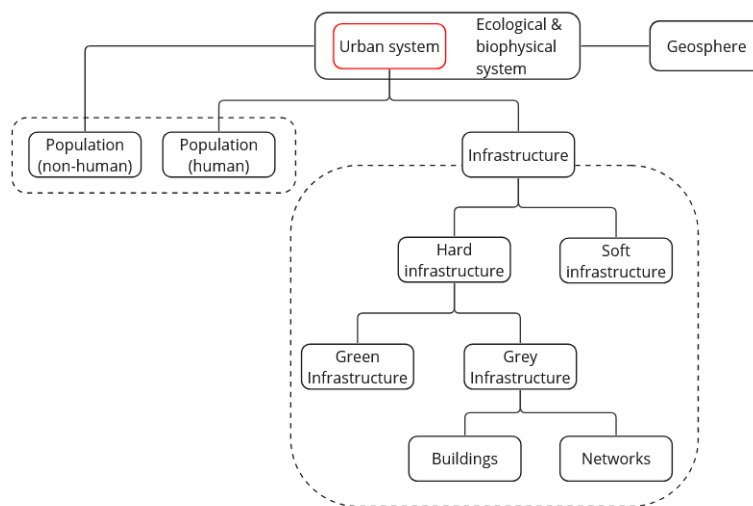 Urban system
Ecological &
biophysical
system
Geosphere
Population
(non-human)
Population
(human)
Infrastructure
Hard
infrastructure
Soft
infrastructure
Green
Infrastructure
Grey
Infrastructure
Buildings
Networks